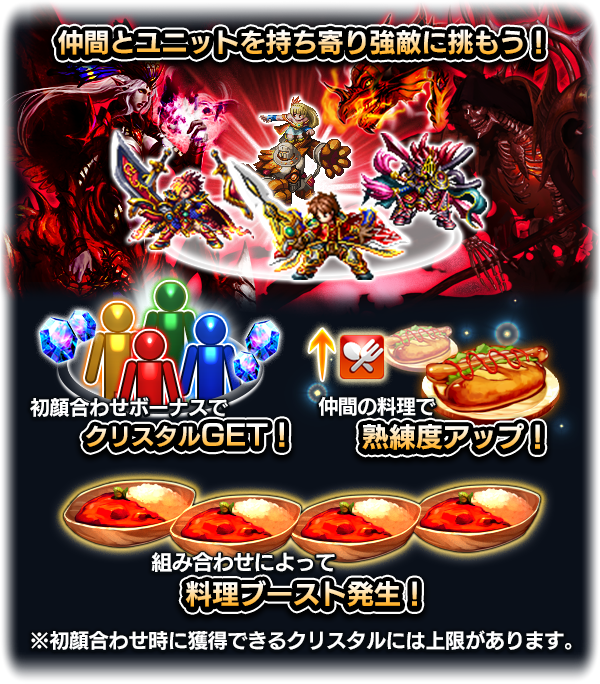 仲間とユニットを持ち寄り強敵に挑もう！
初顔合わせボーナスで
クリスタルGET！
仲間の料理で
熟練度アップ！
組み合わせによって
料理ブースト発生！
※初顔合わせ時に獲得できるクリスタルには上限があります。